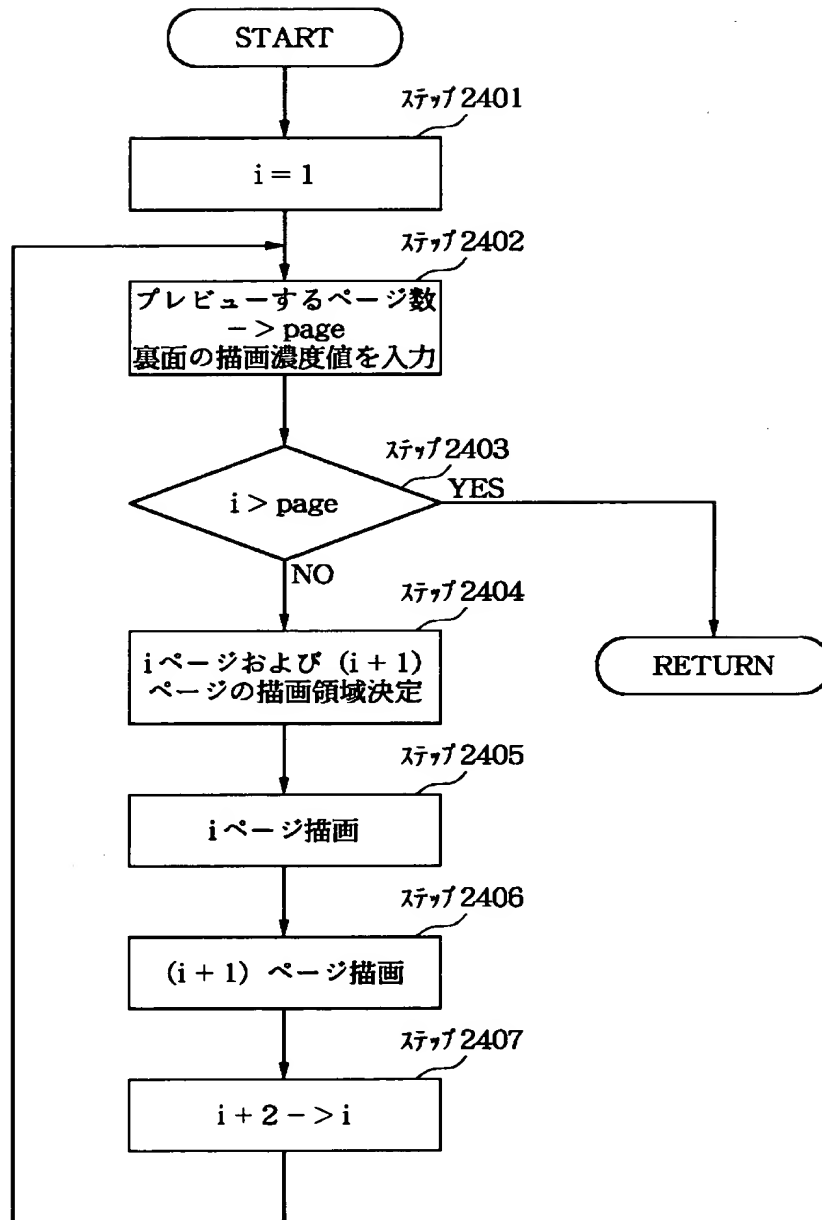 START
ステップ2401
i = 1
ステップ2402
プレビューするページ数
−> page
裏面の描画濃度値を入力
ステップ2403
i > page
YES
NO
ステップ2404
iページおよび (i + 1)
ページの描画領域決定
RETURN
ステップ2405
iページ描画
ステップ2406
(i + 1) ページ描画
ステップ2407
i + 2 −> i